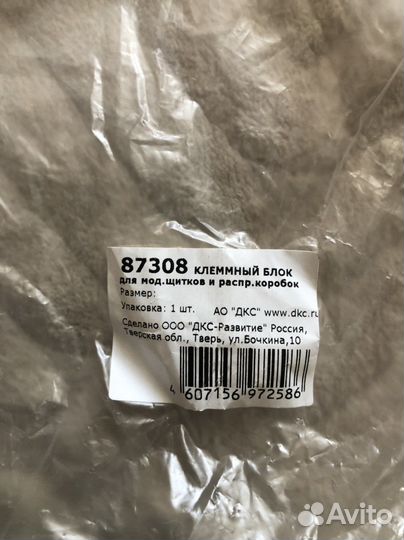 87308 КЛЕММНЫЙ БЛОК
для мод.щитков и распр.коробок
Размер:
Упаковка: 1 шт. АО "ДКС" www.dkc.ru
Сделано ООО "ДКС-Развитие" Россия,
Тверская обл., Тверь, ул.Бочкина,10
4 607156 972586
Avito